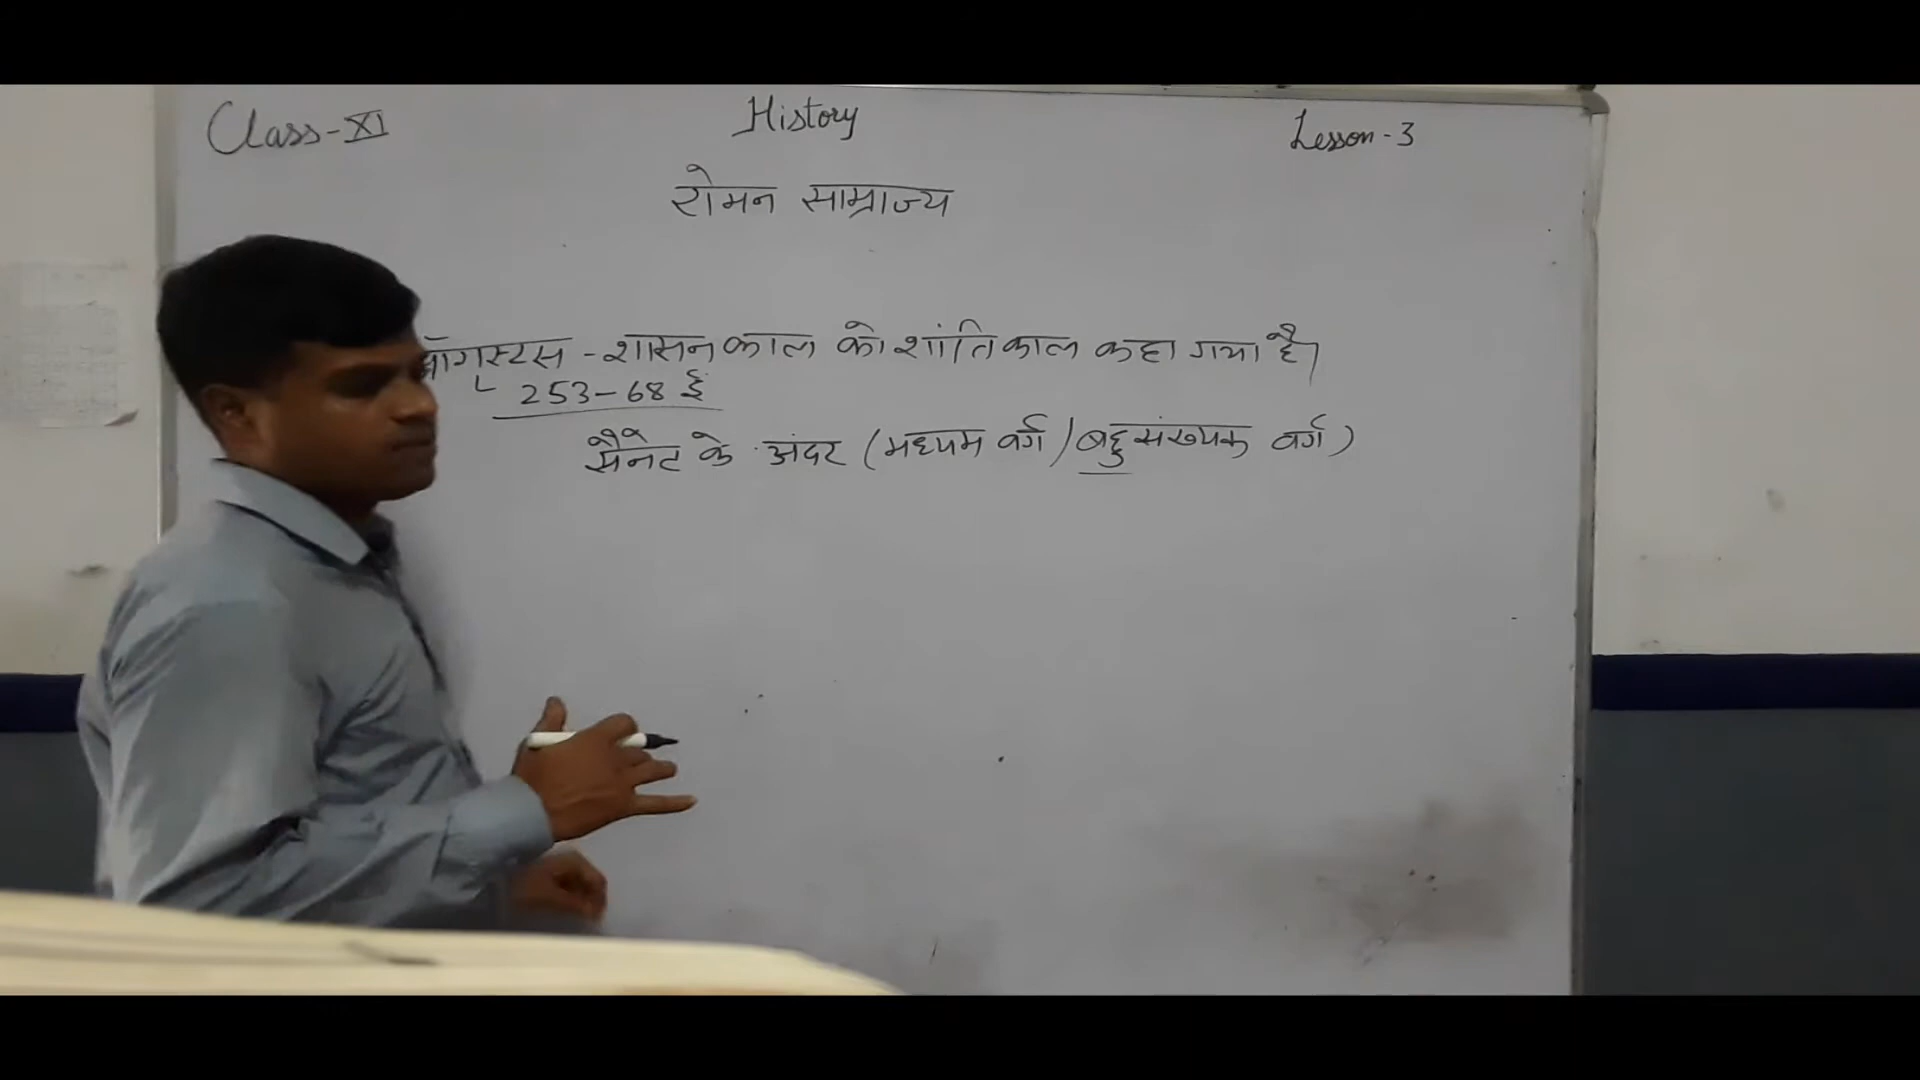 Class-XI History Lesson-3
रोमन साम्राज्य
ऑगस्टस - शासनकाल को शांतिकाल कहा गया है।
253-68 ई
सैनेट के अंदर (मध्यम वर्ग / बहुसंख्यक वर्ग)